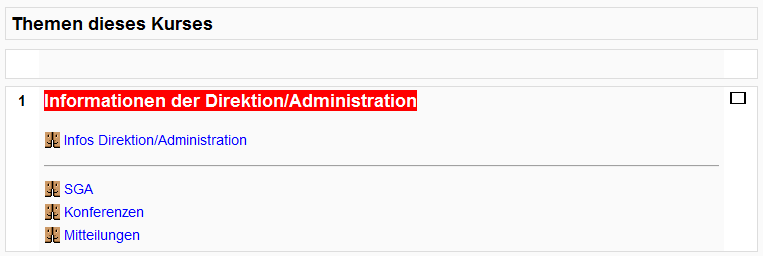 Themen dieses Kurses
1 Informationen der Direktion/Administration
Infos Direktion/Administration
SGA
Konferenzen
Mitteilungen